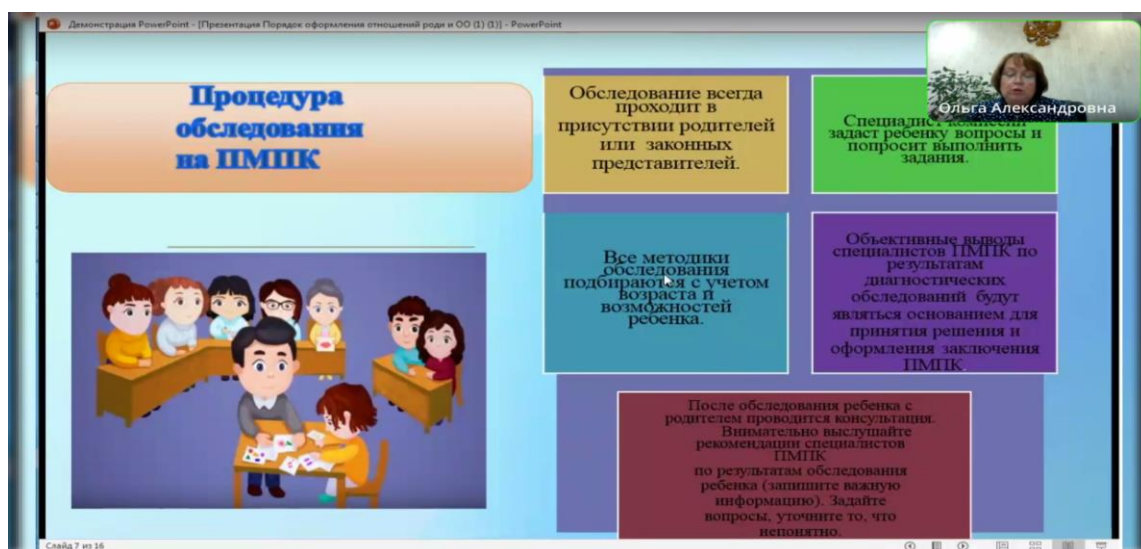 Демонстрация PowerPoint - [Презентация Порядок оформления отношений роди и ОО (1) (1)] - PowerPoint
Процедура
обследования
на ПМПК
Обследование всегда
проходит в
присутствии родителей
или законных
представителей.
Ольга Александровна
Специалист
задаст ребенку вопросы и
попросит выполнить
задания.
Все методики
обследования
подбираются с учетом
возраста и
возможностей
ребенка.
Объективные выводы
специалистов ПМПК по
результатам
диагностических
обследований будут
являться основанием для
принятия решения и
оформления заключения
ПМПК.
После обследования ребенка с
родителем проводится консультация.
Внимательно выслушайте
рекомендации специалистов
ПМПК
по результатам обследования
ребенка (запишите важную
информацию). Задайте
вопросы, уточните то, что
непонятно.
Слайд 7 из 16